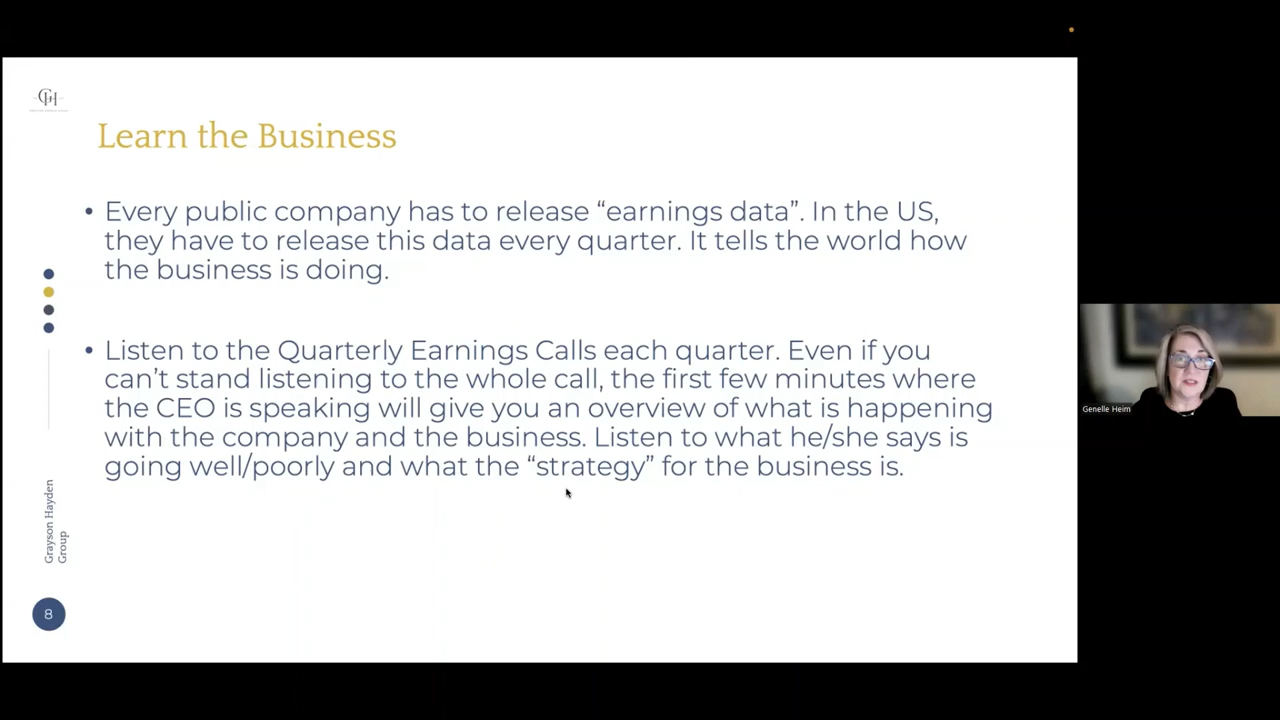 GH
Learn the Business
• Every public company has to release “earnings data”. In the US,
they have to release this data every quarter. It tells the world how
the business is doing.
• Listen to the Quarterly Earnings Calls each quarter. Even if you
can’t stand listening to the whole call, the first few minutes where
the CEO is speaking will give you an overview of what is happening
with the company and the business. Listen to what he/she says is
going well/poorly and what the “strategy” for the business is.
Grayson Hayden
Group
8
Genelle Heim